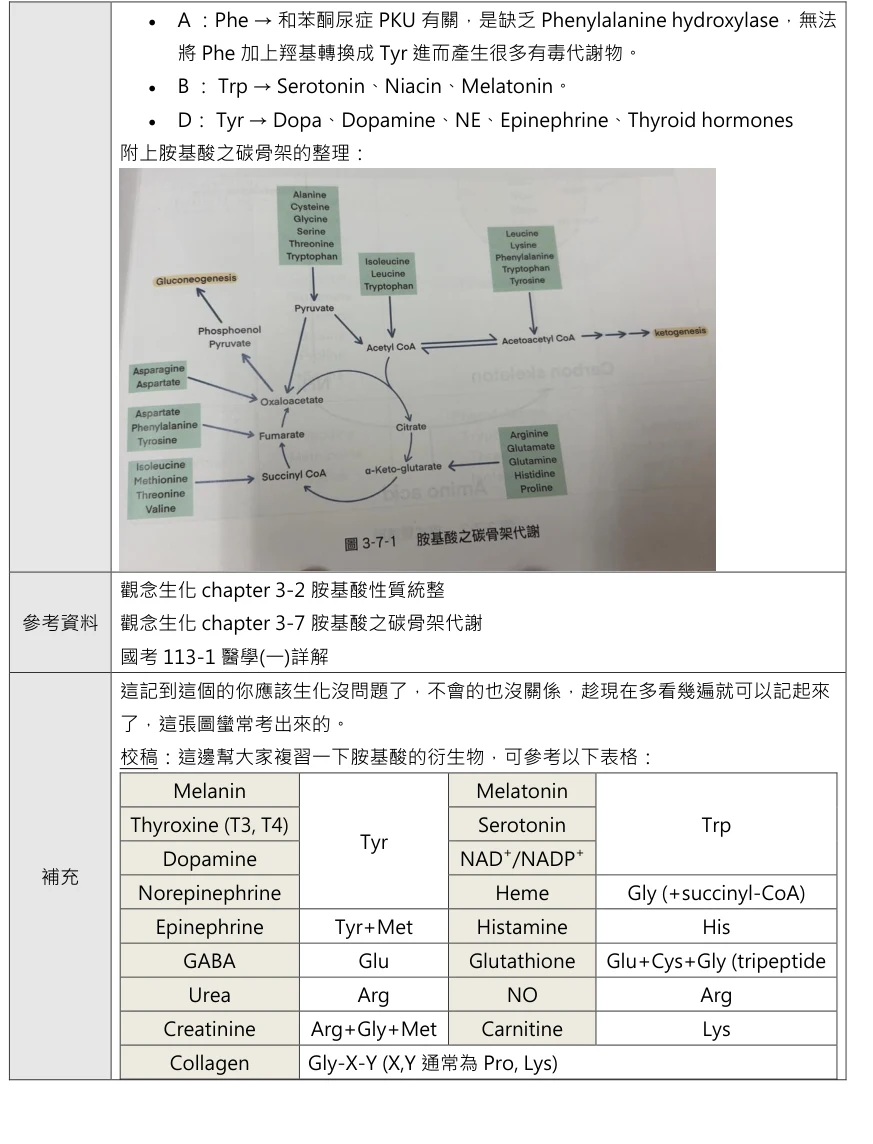 • A ：Phe → 和苯酮尿症 PKU 有關，是缺乏 Phenylalanine hydroxylase，無法
將 Phe 加上羥基轉換成 Tyr 進而產生很多有毒代謝物。
• B ： Trp → Serotonin、Niacin、Melatonin。
• D： Tyr → Dopa、Dopamine、NE、Epinephrine、Thyroid hormones
附上胺基酸之碳骨架的整理：
Alanine
Cysteine
Glycine
Serine
Threonine
Tryptophan
Isoleucine
Leucine
Tryptophan
Leucine
Lysine
Phenylalanine
Tryptophan
Tyrosine
Gluconeogenesis
Pyruvate
Phosphoenol
Pyruvate
Acetyl CoA
Acetoacetyl CoA
ketogenesis
Asparagine
Aspartate
Oxaloacetate
Aspartate
Phenylalanine
Tyrosine
Fumarate
Citrate
Isoleucine
Methionine
Threonine
Valine
Succinyl CoA
α-Keto-glutarate
Arginine
Glutamate
Glutamine
Histidine
Proline
圖 3-7-1 胺基酸之碳骨架代謝
參考資料
觀念生化 chapter 3-2 胺基酸性質統整
觀念生化 chapter 3-7 胺基酸之碳骨架代謝
國考 113-1 醫學(一)詳解
補充
這記到這個的你應該生化沒問題了，不會的也沒關係，趁現在多看幾遍就可以記起來
了，這張圖蠻常考出來的。
校稿：這邊幫大家複習一下胺基酸的衍生物，可參考以下表格：
Melanin Tyr Melatonin Trp
Thyroxine (T3, T4) Serotonin
Dopamine NAD⁺/NADP⁺
Norepinephrine Heme Gly (+succinyl-CoA)
Epinephrine Tyr+Met Histamine His
GABA Glu Glutathione Glu+Cys+Gly (tripeptide
Urea Arg NO Arg
Creatinine Arg+Gly+Met Carnitine Lys
Collagen Gly-X-Y (X,Y 通常為 Pro, Lys)